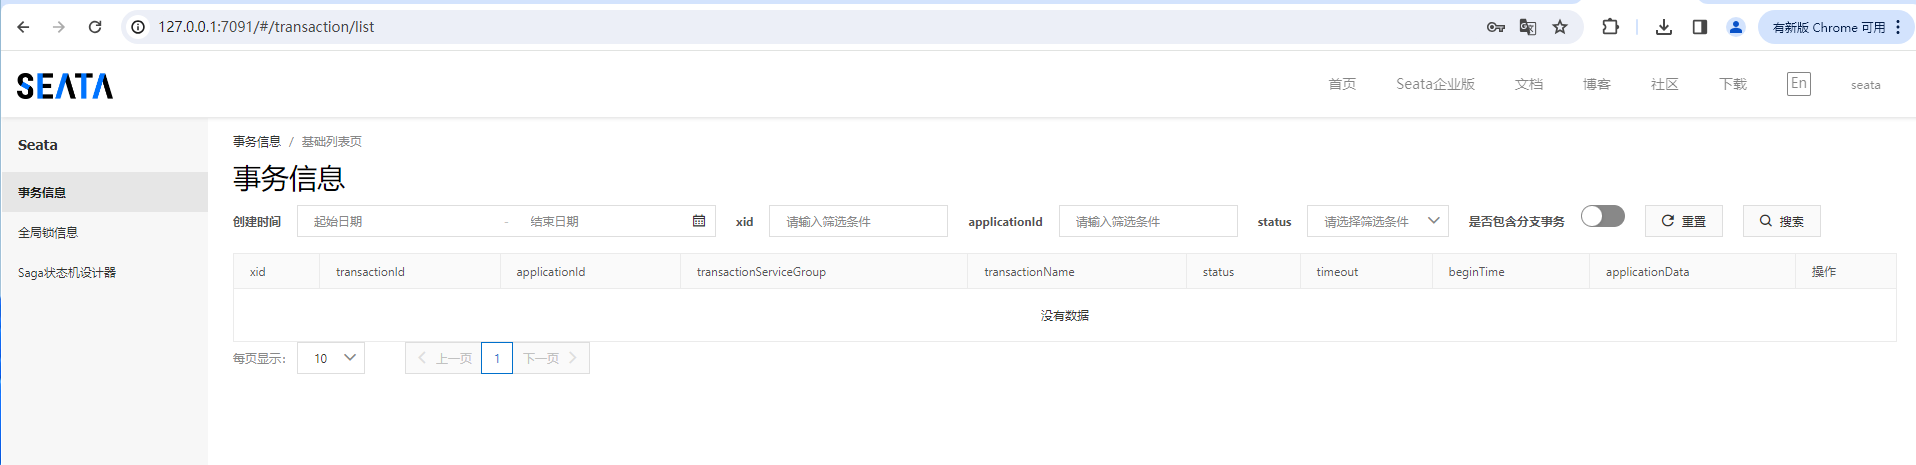 127.0.0.1:7091/#/transaction/list
有新版 Chrome 可用
SEATA
首页 Seata企业版 文档 博客 社区 下载 En seata
Seata
事务信息
全局锁信息
Saga状态机设计器
事务信息 / 基础列表页
事务信息
创建时间 起始日期 - 结束日期 xid 请输入筛选条件 applicationId 请输入筛选条件 status 请选择筛选条件 是否包含分支事务 重置 搜索
xid transactionId applicationId transactionServiceGroup transactionName status timeout beginTime applicationData 操作
没有数据
每页显示: 10 上一页 1 下一页